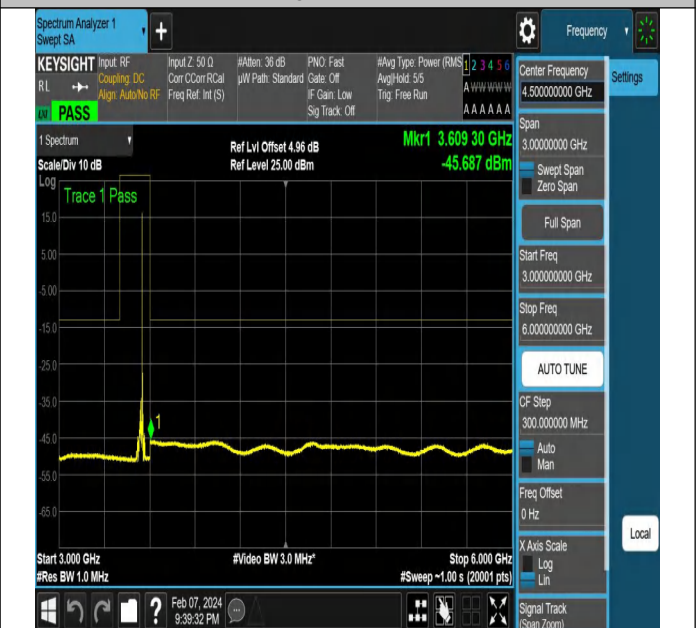 Spectrum Analyzer 1
Swept SA
Frequency
KEYSIGHT
RL
PASS
Input: RF
Coupling: DC
Align: Auto/No RF
Input Z: 50 Ω
Corr CCorr RCal
Freq Ref: Int (S)
#Atten: 36 dB
µW Path: Standard
PNO: Fast
Gate: Off
IF Gain: Low
Sig Track: Off
#Avg Type: Power (RMS
Avg|Hold: 5/5
Trig: Free Run
1 2 3 4 5 6
A W W W W W
A A A A A A
1 Spectrum
Scale/Div 10 dB
Ref Lvl Offset 4.96 dB
Ref Level 25.00 dBm
Mkr1 3.609 30 GHz
-45.687 dBm
Log
Trace 1 Pass
15.0
5.00
-5.00
-15.0
-25.0
-35.0
-45.0
-55.0
-65.0
1
Start 3.000 GHz
#Res BW 1.0 MHz
#Video BW 3.0 MHz*
Stop 6.000 GHz
#Sweep ~1.00 s (20001 pts)
Feb 07, 2024
9:39:32 PM
Center Frequency
4.500000000 GHz
Settings
Span
3.00000000 GHz
Swept Span
Zero Span
Full Span
Start Freq
3.000000000 GHz
Stop Freq
6.000000000 GHz
AUTO TUNE
CF Step
300.000000 MHz
Auto
Man
Freq Offset
0 Hz
X Axis Scale
Log
Lin
Local
Signal Track
(Span Zoom)